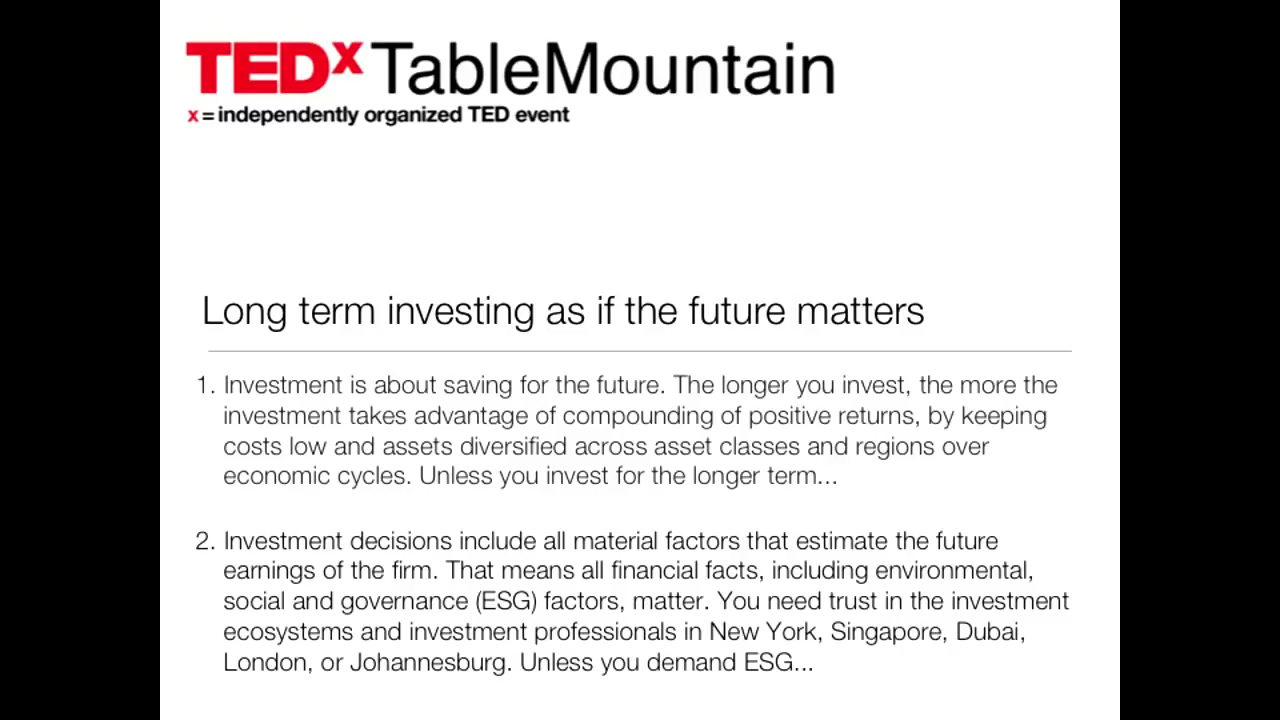 TEDx TableMountain
x = independently organized TED event
Long term investing as if the future matters
1. Investment is about saving for the future. The longer you invest, the more the
investment takes advantage of compounding of positive returns, by keeping
costs low and assets diversified across asset classes and regions over
economic cycles. Unless you invest for the longer term...
2. Investment decisions include all material factors that estimate the future
earnings of the firm. That means all financial facts, including environmental,
social and governance (ESG) factors, matter. You need trust in the investment
ecosystems and investment professionals in New York, Singapore, Dubai,
London, or Johannesburg. Unless you demand ESG...